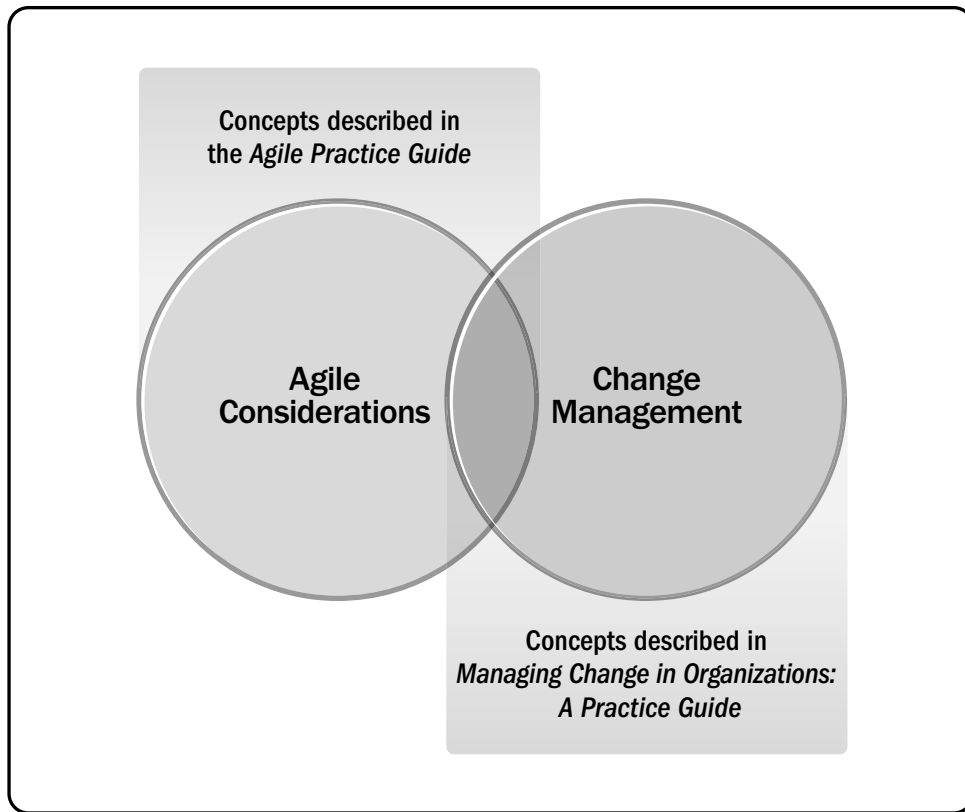 Concepts described in
the Agile Practice Guide
Agile
Considerations
Change
Management
Concepts described in
Managing Change in Organizations:
A Practice Guide